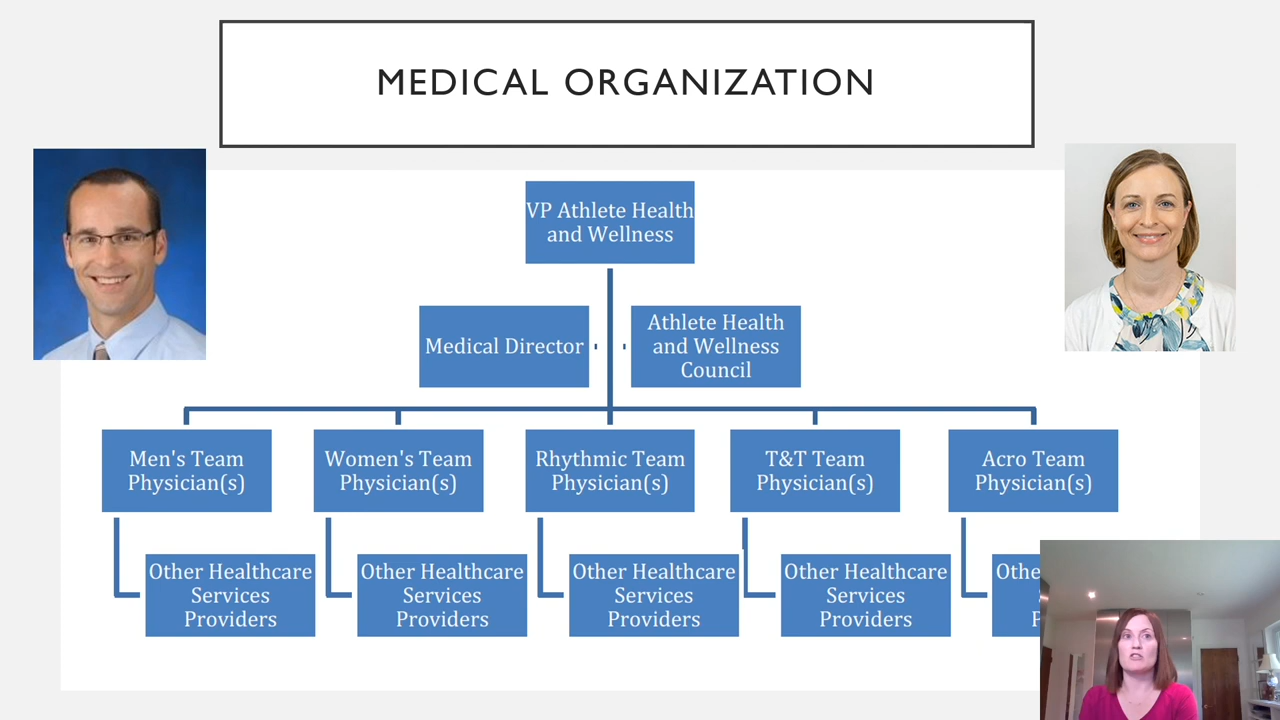 MEDICAL ORGANIZATION
VP Athlete Health
and Wellness
Medical Director
Athlete Health
and Wellness
Council
Men's Team
Physician(s)
Women's Team
Physician(s)
Rhythmic Team
Physician(s)
T&T Team
Physician(s)
Acro Team
Physician(s)
Other Healthcare
Services
Providers
Other Healthcare
Services
Providers
Other Healthcare
Services
Providers
Other Healthcare
Services
Providers